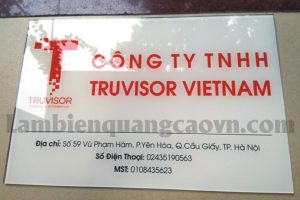 CÔNG TY TNHH
TRUVISOR VIETNAM
TRUVISOR
Lambienquangcaovn.com
Địa chỉ: Số 59 Vũ Phạm Hàm, P.Yên Hòa, Q.Cầu Giấy, TP. Hà Nội
Số Điện Thoại: 02435190563
MST: 0108435623